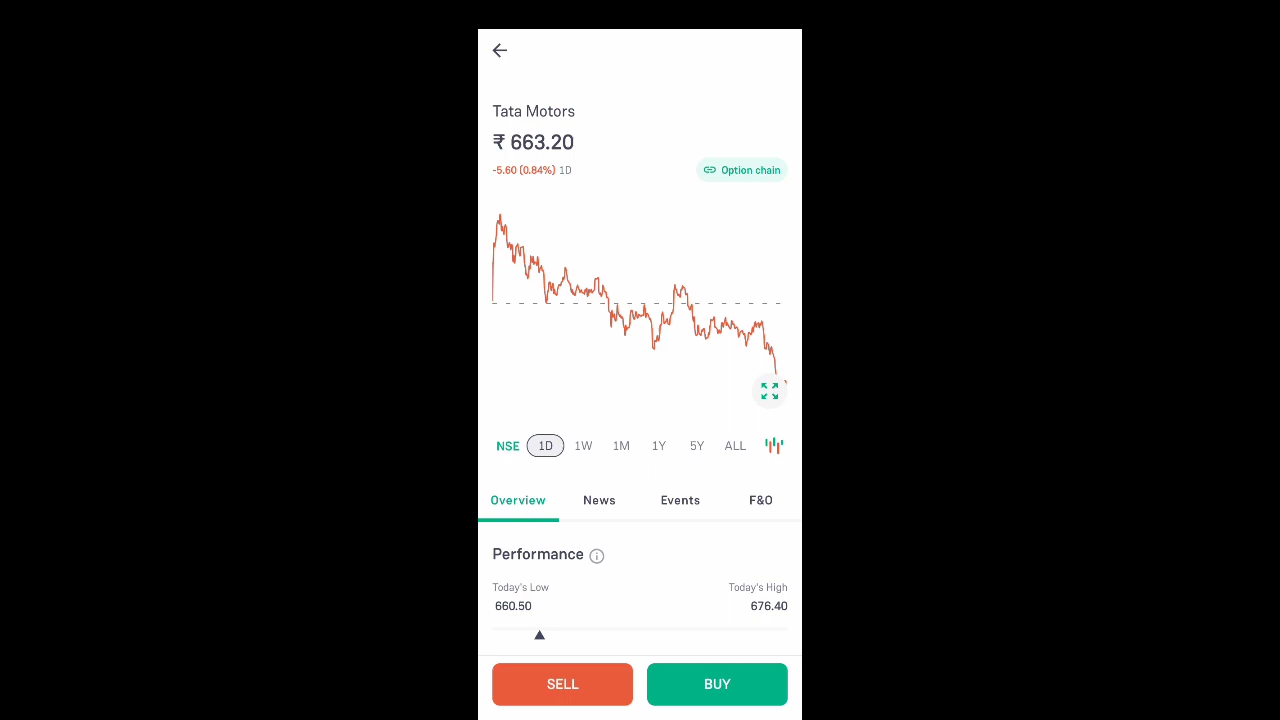 Tata Motors
₹ 663.20
-5.60 (0.84%) 1D
Option chain
NSE 1D 1W 1M 1Y 5Y ALL
Overview News Events F&O
Performance
Today's Low Today's High
660.50 676.40
SELL BUY